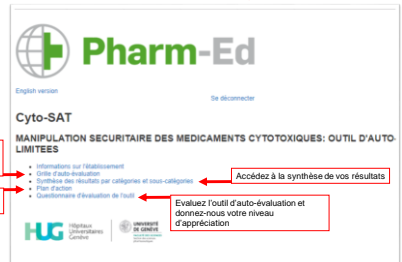 Pharm-Ed
English version
Se déconnecter
Cyto-SAT
MANIPULATION SECURITAIRE DES MEDICAMENTS CYTOTOXIQUES: OUTIL D'AUTO-
LIMITEES
Informations sur l'établissement
Grille d'auto-évaluation
Synthèse des résultats par catégories et sous-catégories
Accédez à la synthèse de vos résultats
Plan d'action
Questionnaire d'évaluation de l'outil
Evaluez l'outil d'auto-évaluation et
donnez-nous votre niveau
d'appréciation
HUG
Hôpitaux
Universitaires
Genève
UNIVERSITÉ
DE GENÈVE